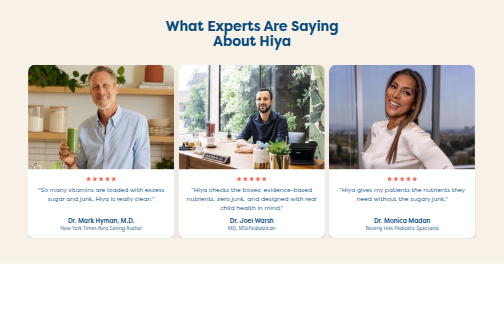 What Experts Are Saying
About Hiya
"So many vitamins are loaded with excess
sugar and junk. Hiya is really clean."
Dr. Mark Hyman, M.D.
New York Times Best Selling Author
"Hiya checks the boxes: evidence-based
nutrients, zero junk, and designed with real
child health in mind."
Dr. Joel Warsh
MD, MScPediatrician
"Hiya gives my patients the nutrients they
need without the sugary junk."
Dr. Monica Madan
Beverly Hills Pediatric Specialist